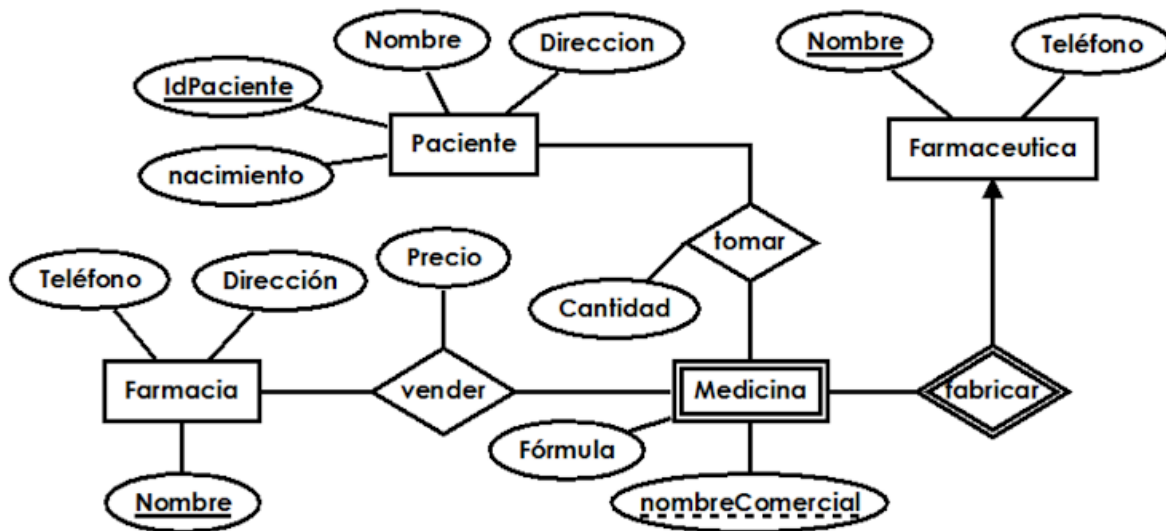 Nombre
Direccion
Nombre
Teléfono
IdPaciente
Paciente
Farmaceutica
nacimiento
tomar
Teléfono
Dirección
Precio
Cantidad
Farmacia
vender
Medicina
fabricar
Fórmula
Nombre
nombreComercial